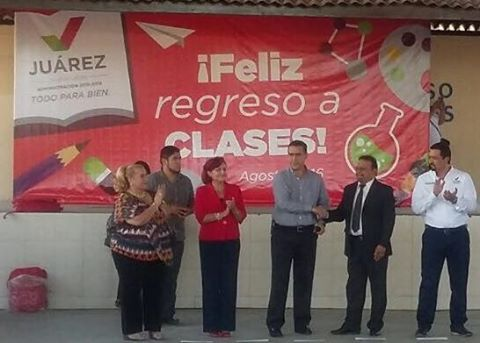 JUÁREZ
TODO PARA BIEN.
¡Feliz
regreso a
CLASES!